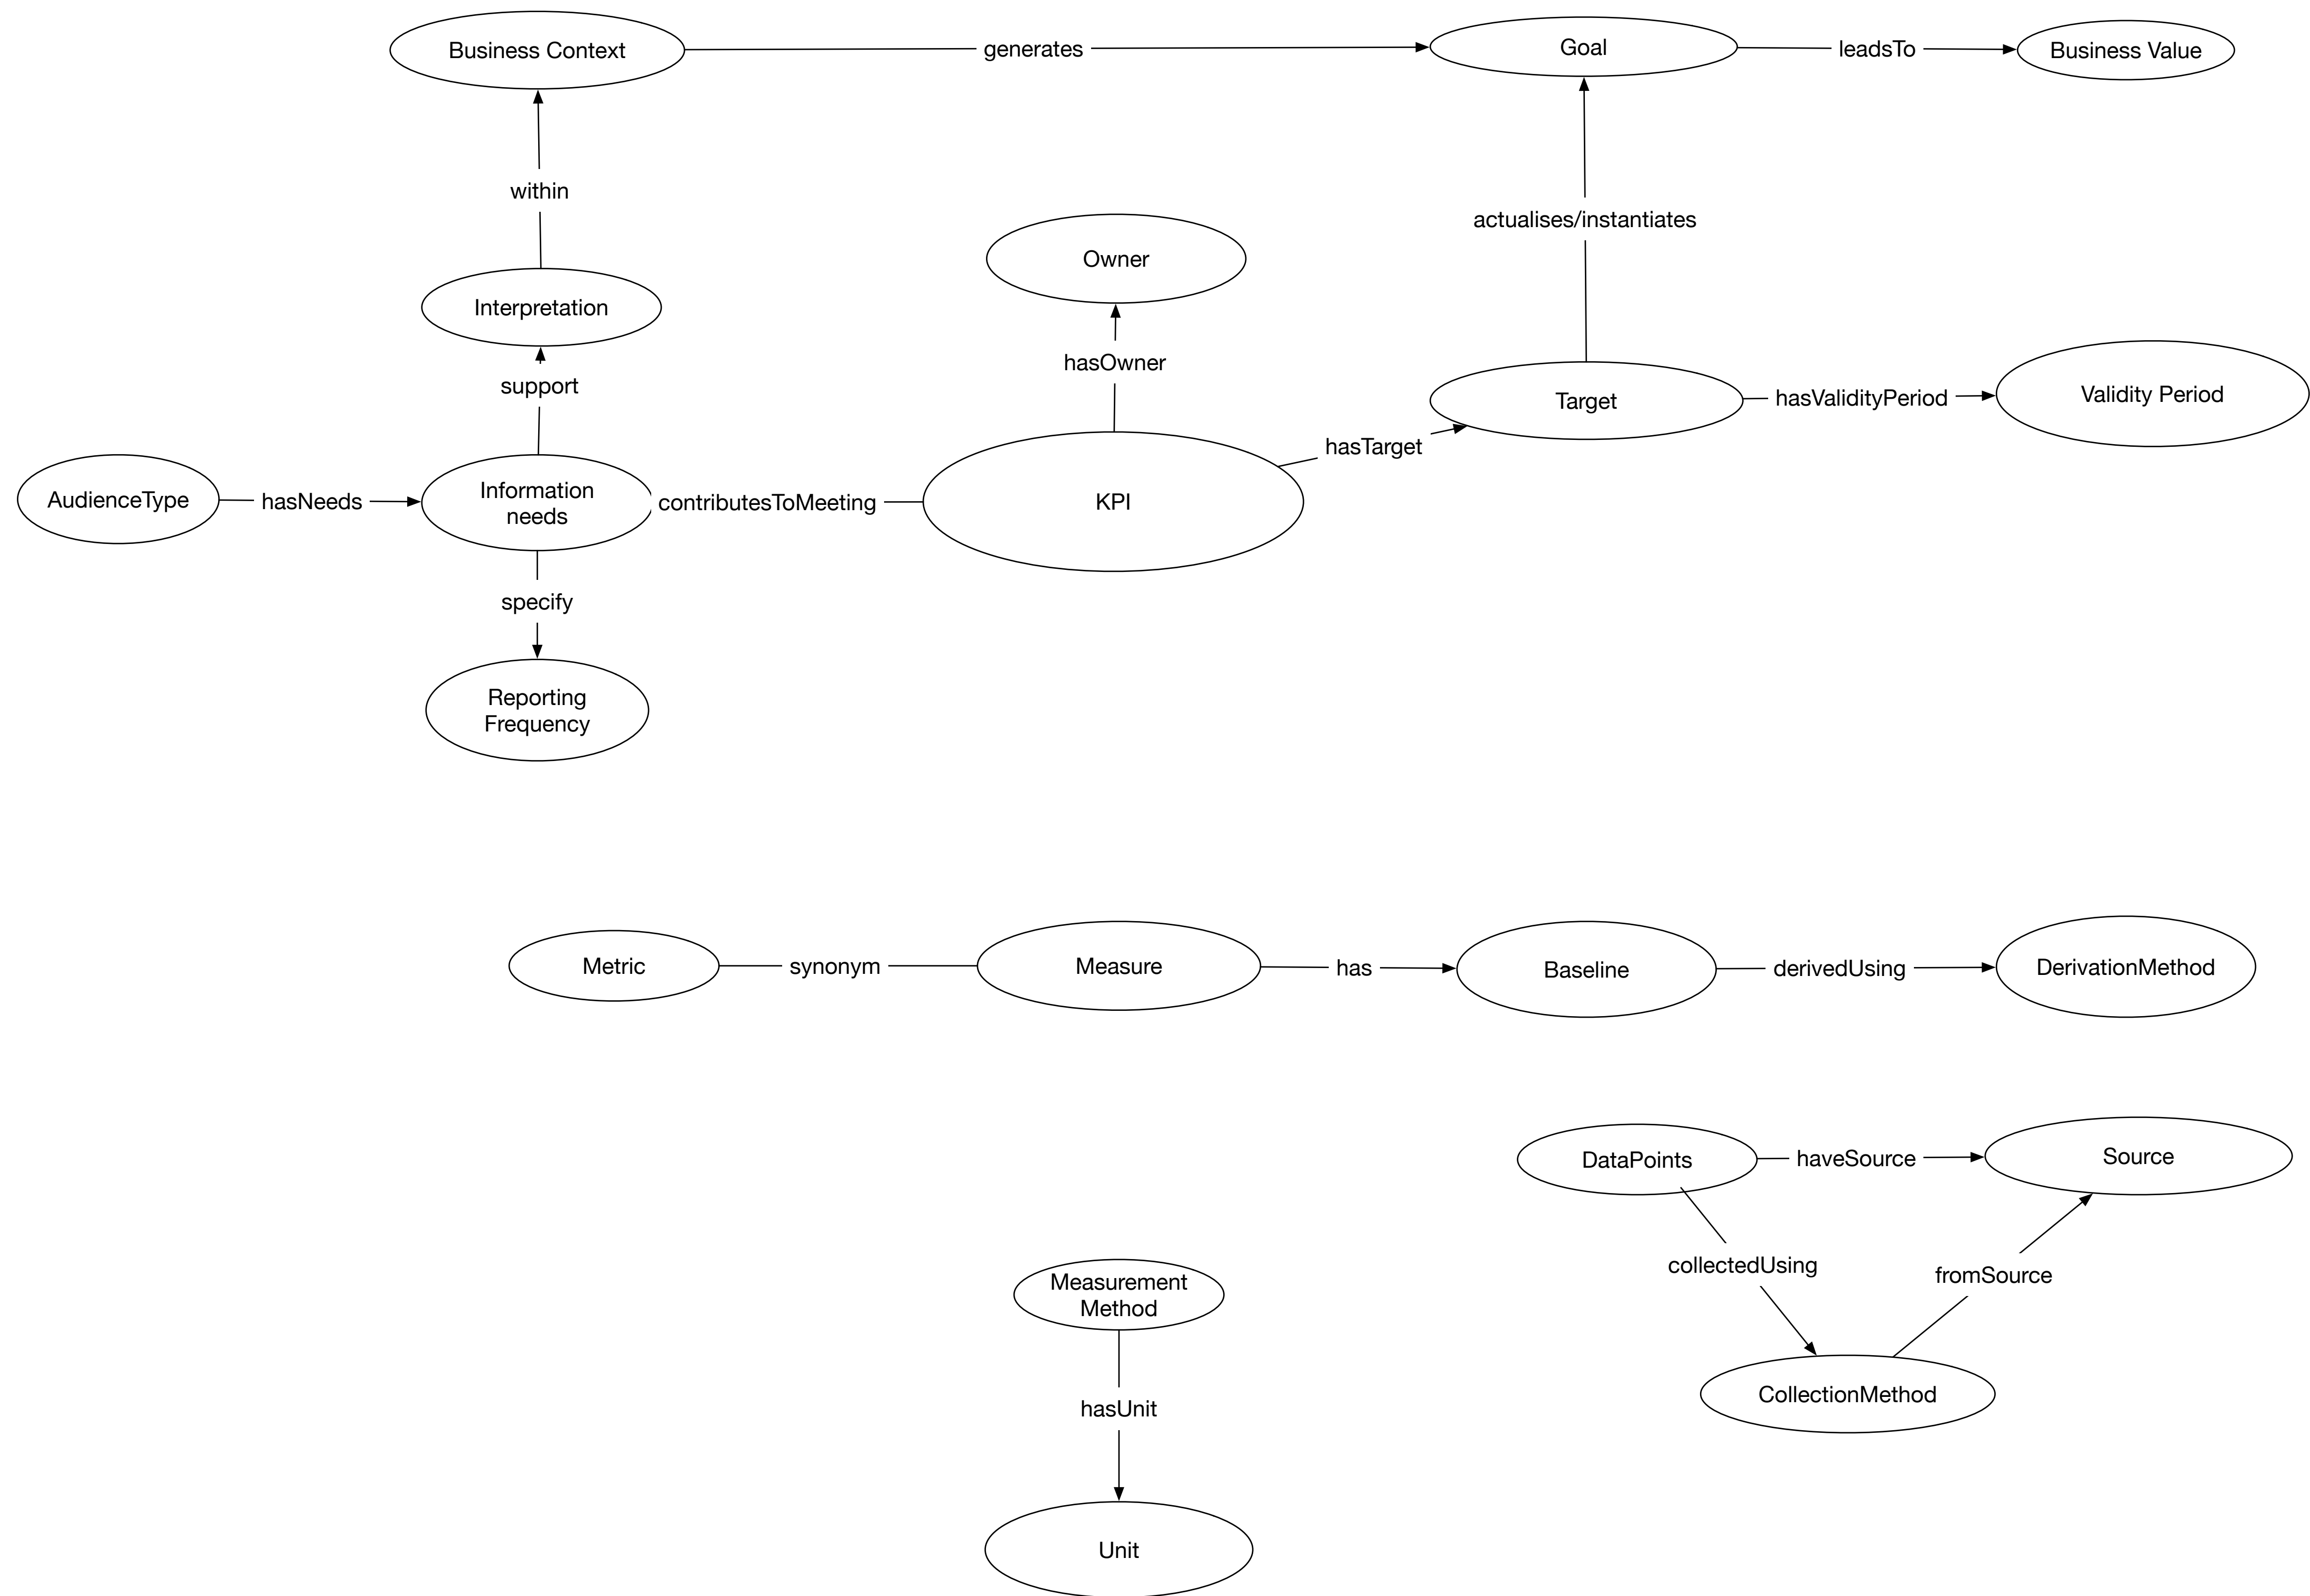 Business Context
generates
Goal
leadsTo
Business Value
within
actualises/instantiates
Owner
Interpretation
hasOwner
support
Target
hasValidityPeriod
Validity Period
hasTarget
AudienceType
hasNeeds
Information
needs
contributesToMeeting
KPI
specify
Reporting
Frequency
Metric
synonym
Measure
has
Baseline
derivedUsing
DerivationMethod
DataPoints
haveSource
Source
collectedUsing
fromSource
Measurement
Method
CollectionMethod
hasUnit
Unit